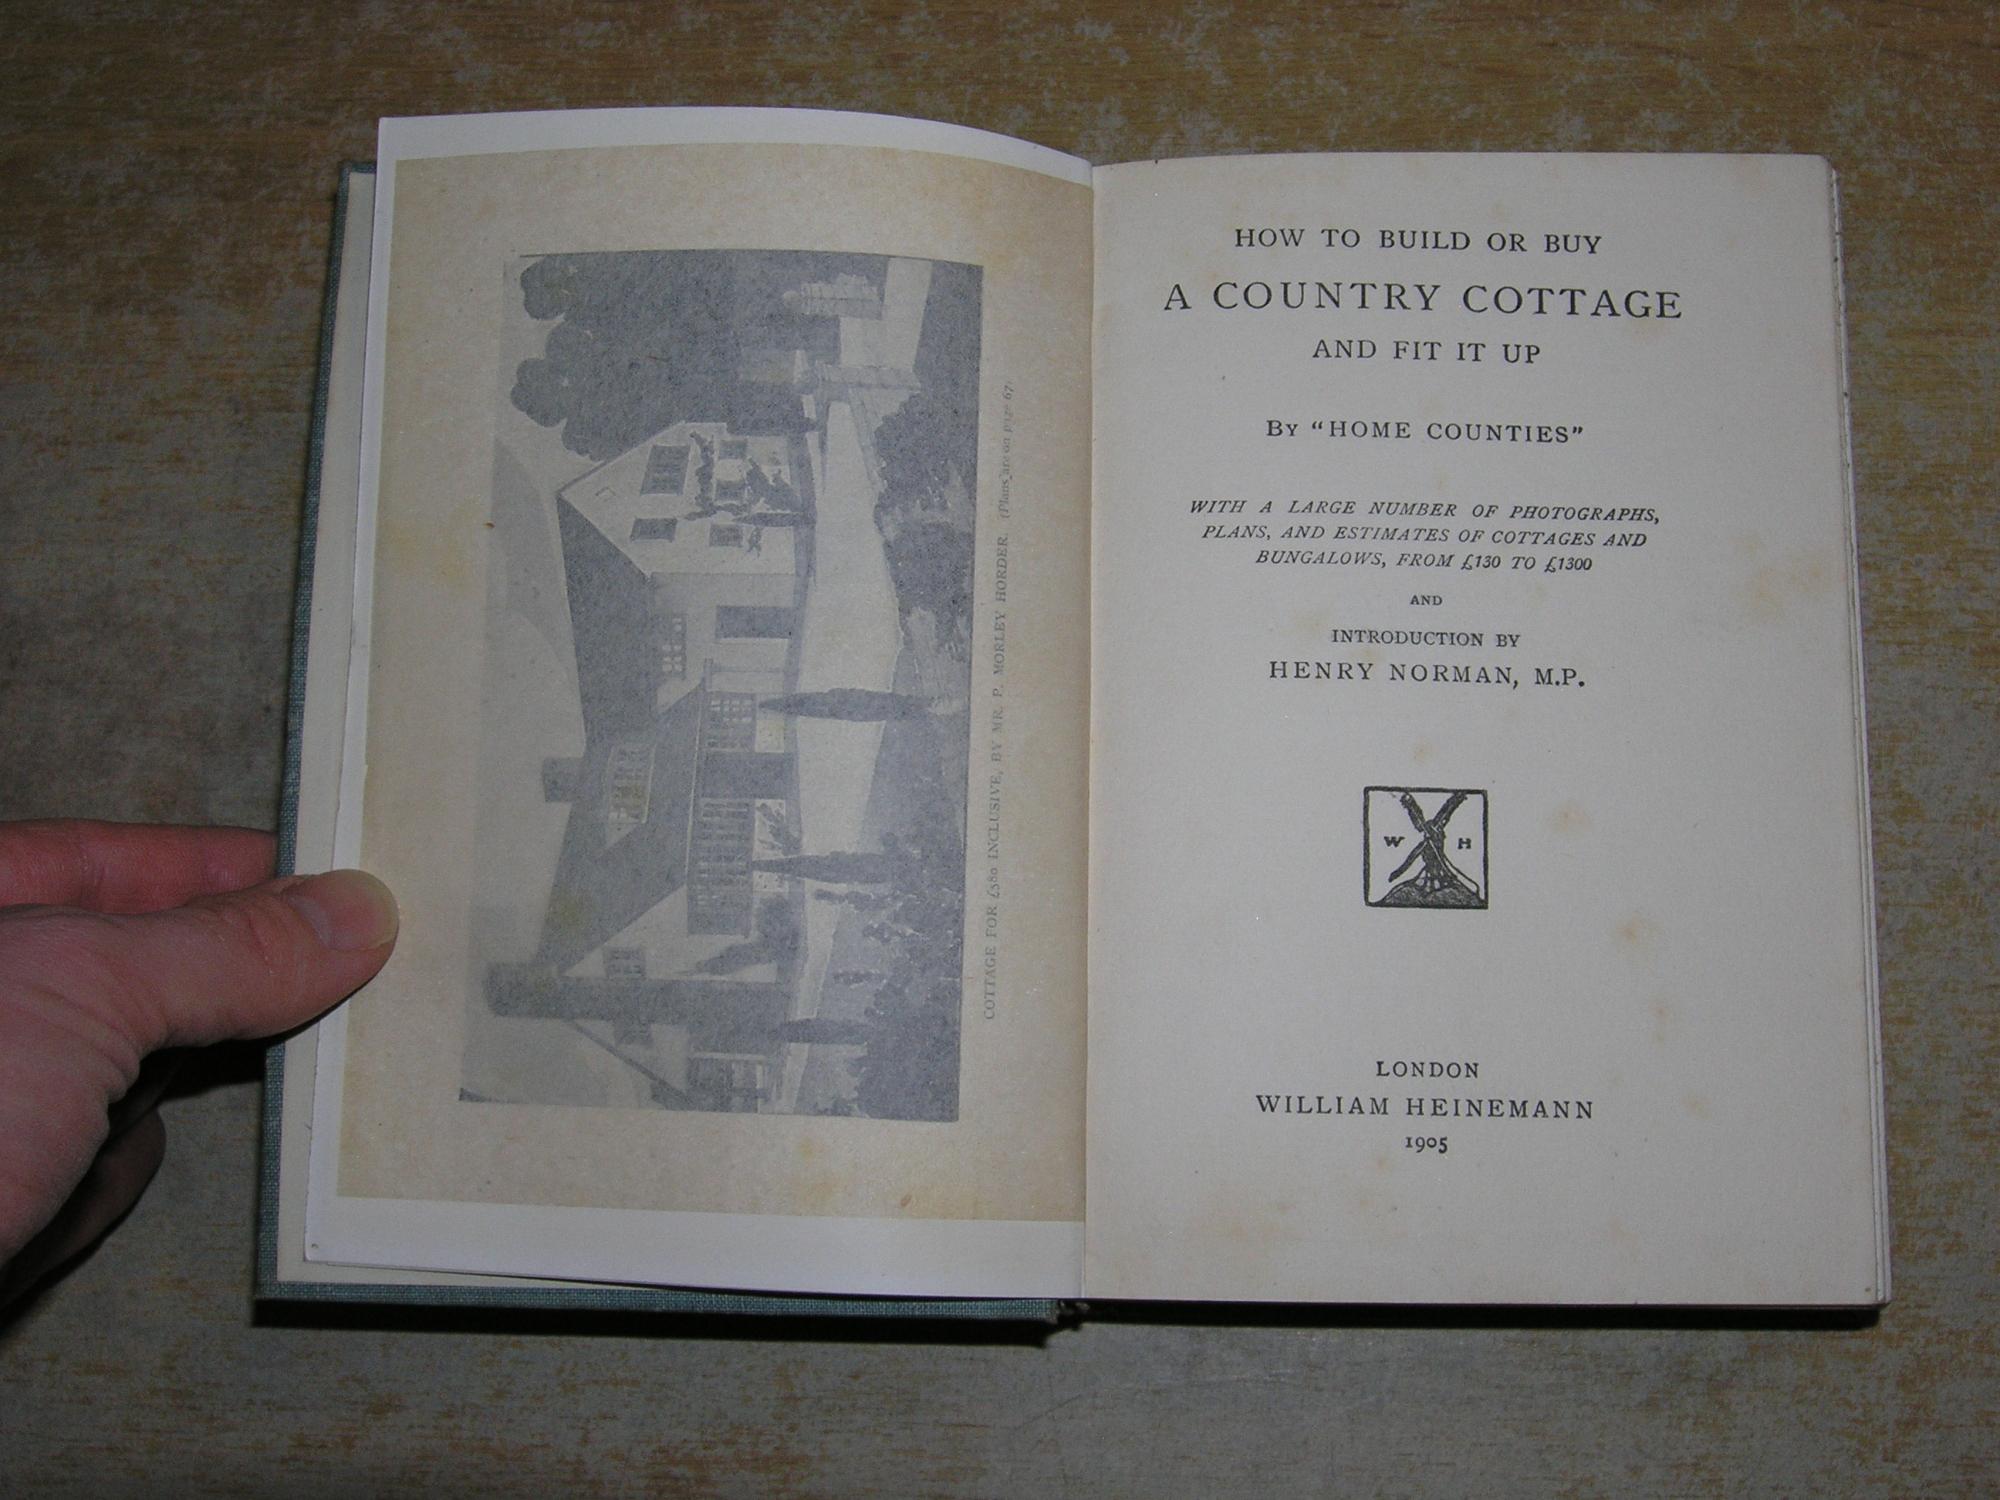 COTTAGE FOR £580 INCLUSIVE, BY MR. P. MORLEY HORDER. (Plans are on page 67.
HOW TO BUILD OR BUY
A COUNTRY COTTAGE
AND FIT IT UP
BY "HOME COUNTIES"
WITH A LARGE NUMBER OF PHOTOGRAPHS,
PLANS, AND ESTIMATES OF COTTAGES AND
BUNGALOWS, FROM £130 TO £1300
AND
INTRODUCTION BY
HENRY NORMAN, M.P.
W H
LONDON
WILLIAM HEINEMANN
1905